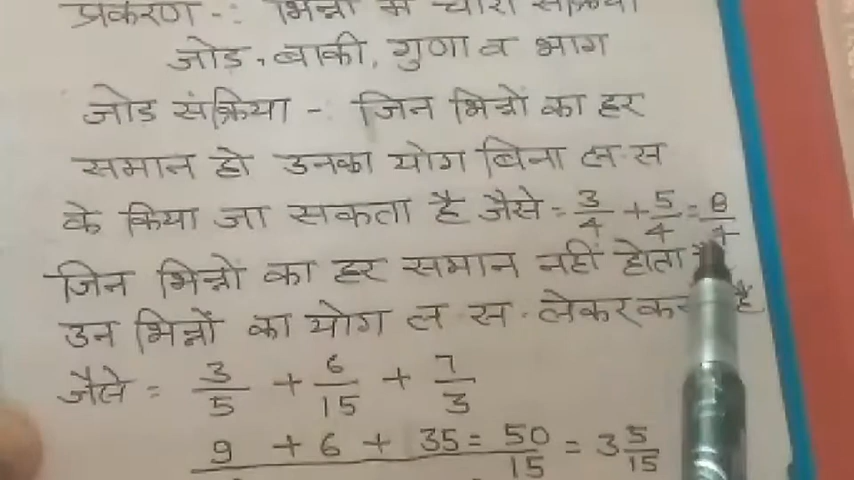 प्रकरण -: भिन्नों में चारों संक्रिया
जोड़, बाकी, गुणा व भाग
जोड संक्रिया -: जिन भिन्नों का हर
समान हो उनका योग बिना ल.स
के किया जा सकता है जैसे = 3/4 + 5/4 = 8/4
जिन भिन्नों का हर समान नहीं होता
उन भिन्नों का योग ल.स. लेकर है
जैसे = 3/5 + 6/15 + 7/3
9 + 6 + 35 = 50/15 = 3 5/15